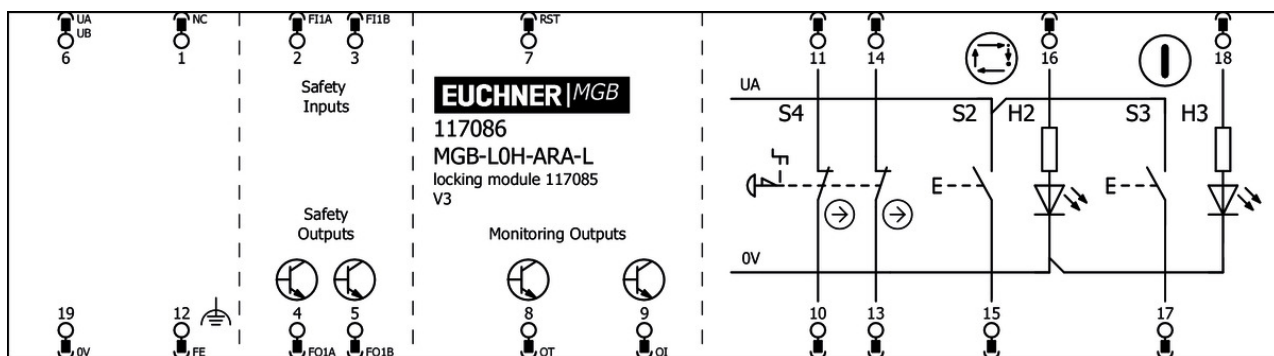 UA
UB
6
NC
1
FI1A
2
FI1B
3
RST
7
11
14
16
18
Safety
Inputs
EUCHNER MGB
117086
MGB-L0H-ARA-L
locking module 117085
V3
UA
S4
S2
H2
S3
H3
E
E
Safety
Outputs
Monitoring Outputs
0V
19
0V
12
FE
4
FO1A
5
FO1B
8
OT
9
OI
10
13
15
17